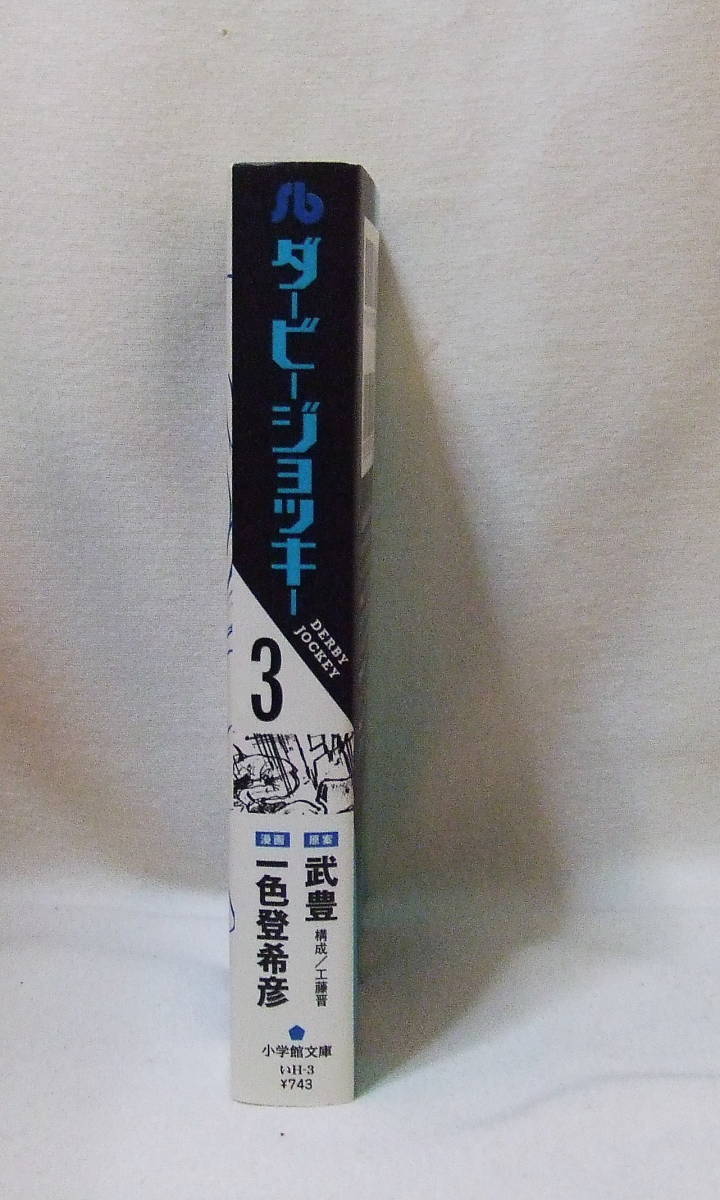 Sb
ダービージョッキー
DERBY
JOCKEY
3
原案
武豊
構成/工藤晋
漫画
一色登希彦
小学館文庫
いH-3
¥743